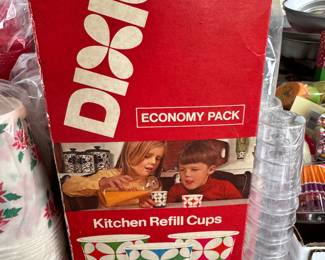 DIXIE
ECONOMY PACK
Kitchen Refill Cups